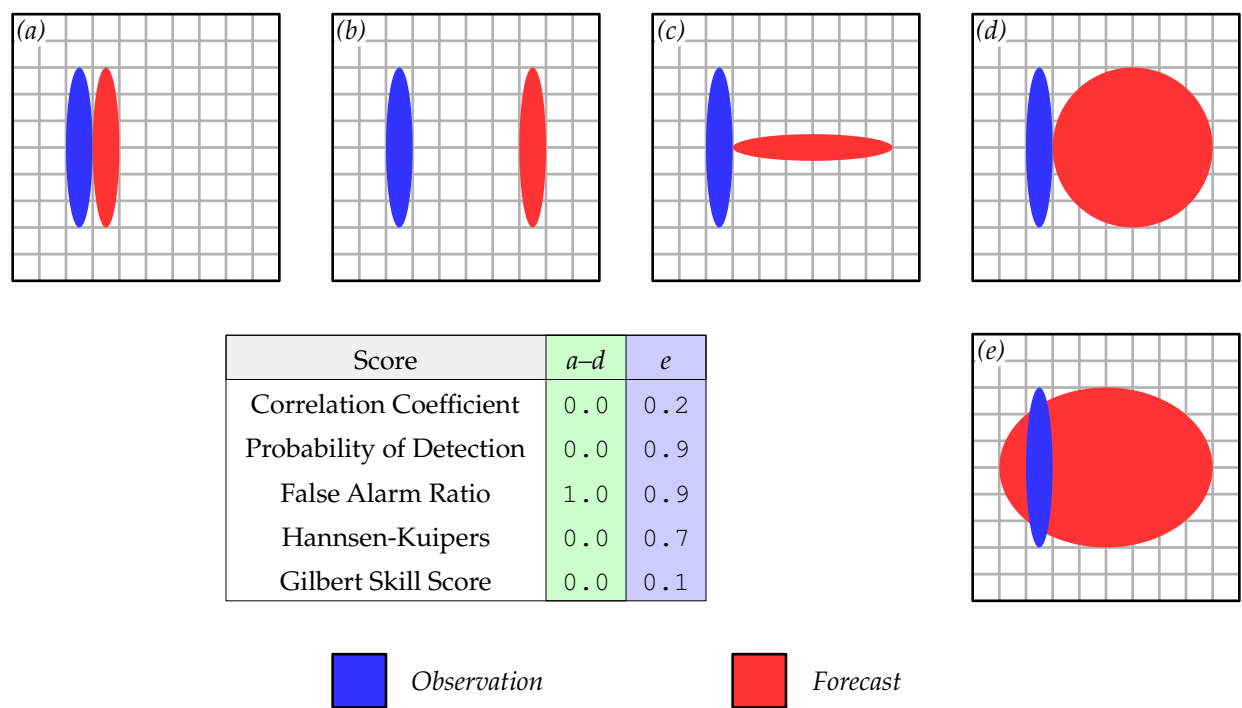 (a)
(b)
(c)
(d)
Score a–d e
Correlation Coefficient 0.0 0.2
Probability of Detection 0.0 0.9
False Alarm Ratio 1.0 0.9
Hannsen-Kuipers 0.0 0.7
Gilbert Skill Score 0.0 0.1
(e)
Observation
Forecast